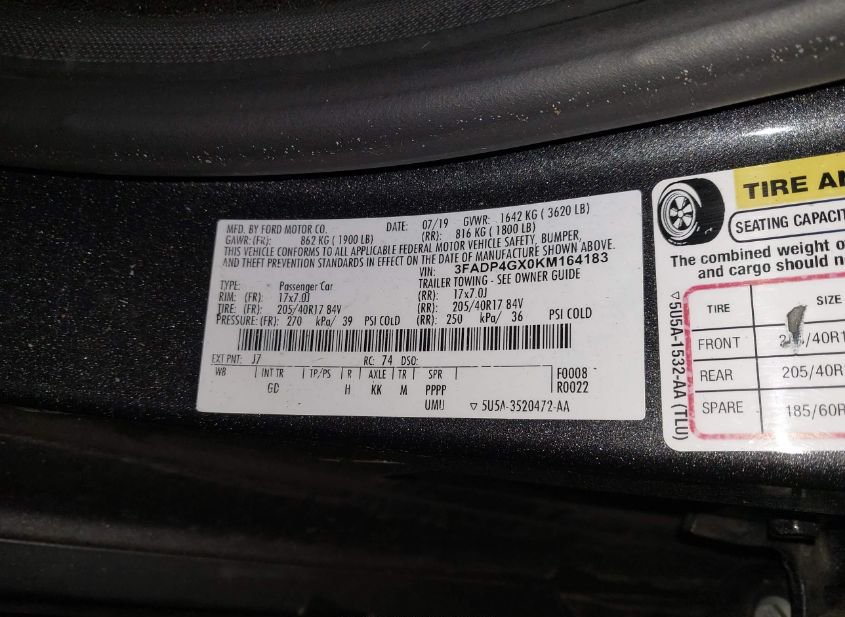 MFD. BY FORD MOTOR CO. DATE: 07/19 GVWR: 1642 KG ( 3620 LB)
GAWR: (FR): 862 KG ( 1900 LB) (RR): 816 KG ( 1800 LB)
THIS VEHICLE CONFORMS TO ALL APPLICABLE FEDERAL MOTOR VEHICLE SAFETY, BUMPER,
AND THEFT PREVENTION STANDARDS IN EFFECT ON THE DATE OF MANUFACTURE SHOWN ABOVE.
VIN: 3FADP4GX0KM164183
TYPE: Passenger Car TRAILER TOWING - SEE OWNER GUIDE
RIM: (FR) 17x7.0J (RR): 17x7.0J
TIRE: (FR) 205/40R17 84V (RR): 205/40R17 84V
PRESSURE: (FR) 270 kPa/ 39 PSI COLD (RR): 250 kPa/ 36 PSI COLD
EXT PNT: J7 RC: 74 DSO:
WB INT TR TP/PS R AXLE TR SPR F0008
GD H KK M PPPP R0022
UMU ▽ 5U5A-3520472-AA
TIRE AN
SEATING CAPACIT
The combined weight o
and cargo should n
▽ 5U5A-1532-AA (TLU)
TIRE SIZE
FRONT /40R1
REAR 205/40R
SPARE 185/60R